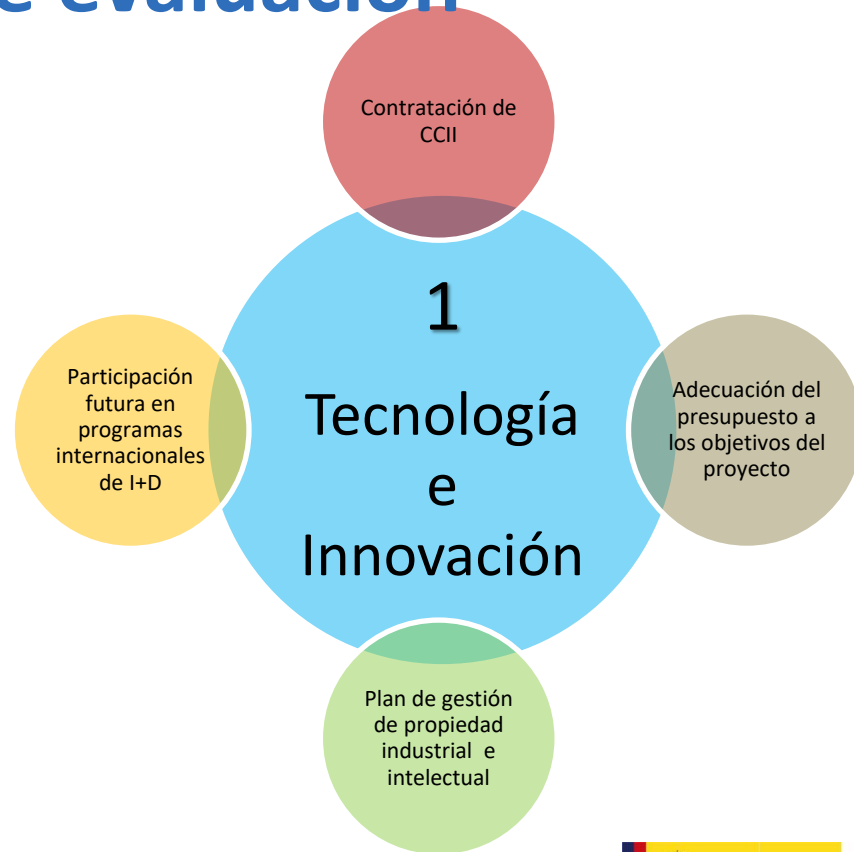 e evaluación
Contratación de
CCII
1
Tecnología
e
Innovación
Participación
futura en
programas
internacionales
de I+D
Adecuación del
presupuesto a
los objetivos del
proyecto
Plan de gestión
de propiedad
industrial e
intelectual